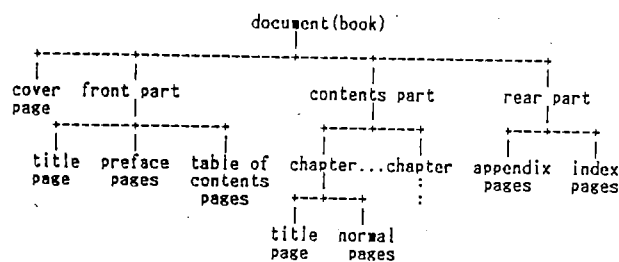 document(book)
cover front part contents part rear part
page
title preface table of chapter...chapter appendix index
page pages contents pages pages
pages
title normal
page pages